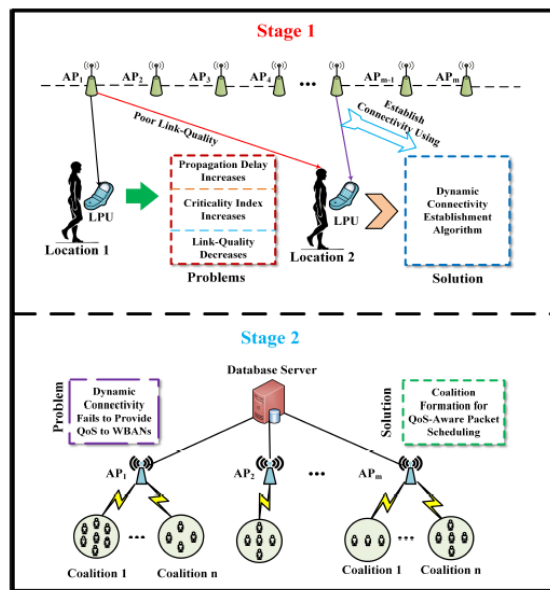 Stage 1
AP1 AP2 AP3 AP4 ... APm-1 APm
Poor Link-Quality
Establish
Connectivity Using
Propagation Delay
Increases
Criticality Index
Increases
Link-Quality
Decreases
Problems
LPU
Location 1
LPU
Location 2
Dynamic
Connectivity
Establishment
Algorithm
Solution
Stage 2
Database Server
Problem
Dynamic
Connectivity
Fails to Provide
QoS to WBANs
Solution
Coalition
Formation for
QoS-Aware Packet
Scheduling
AP1 AP2 ... APm
... ...
Coalition 1 Coalition n Coalition 1 Coalition n